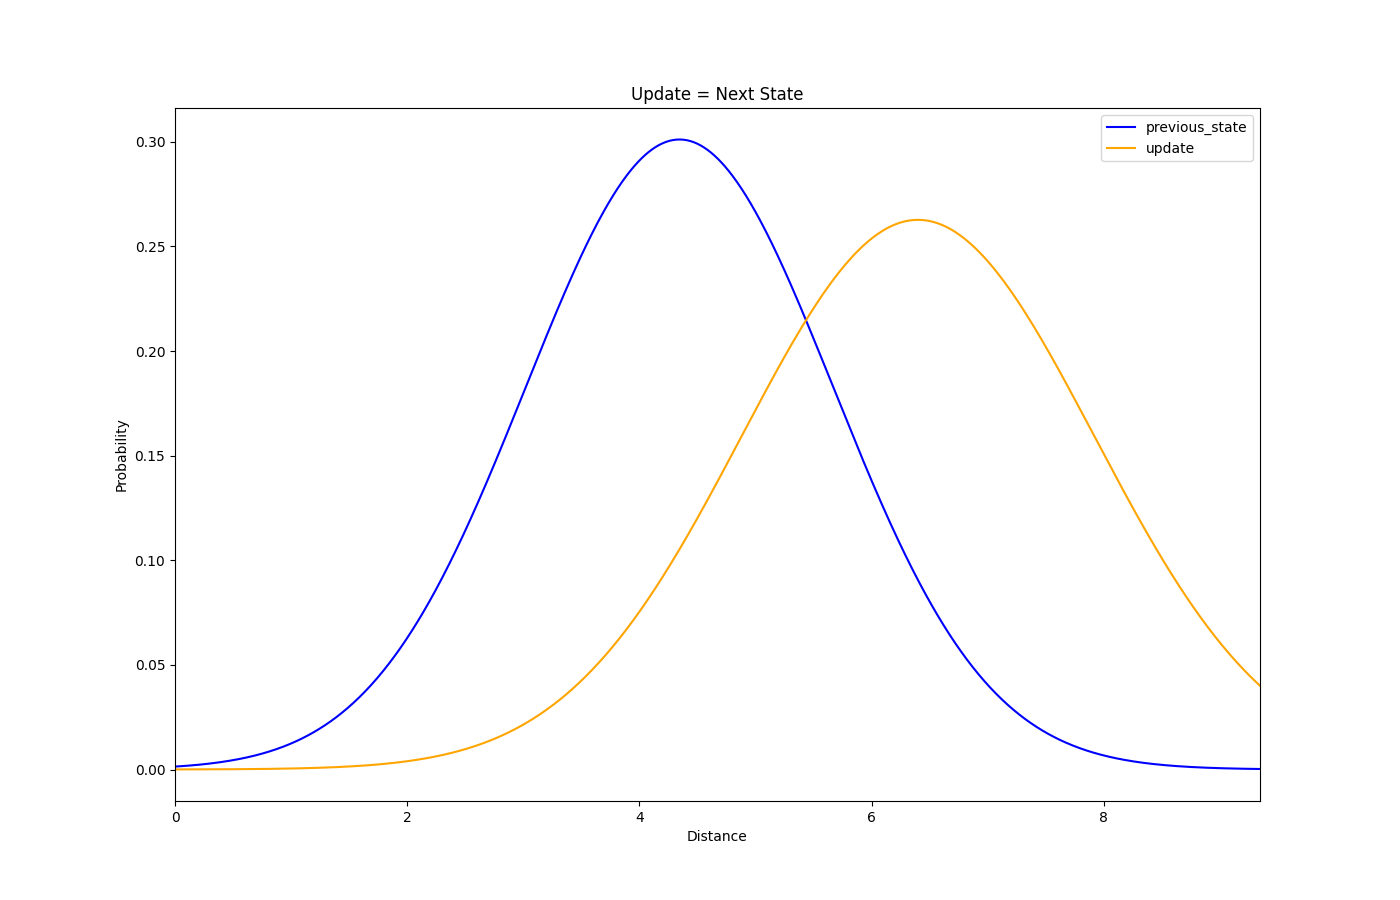 Update = Next State
previous_state
update
0.30
0.25
0.20
0.15
0.10
0.05
0.00
Probability
0 2 4 6 8
Distance